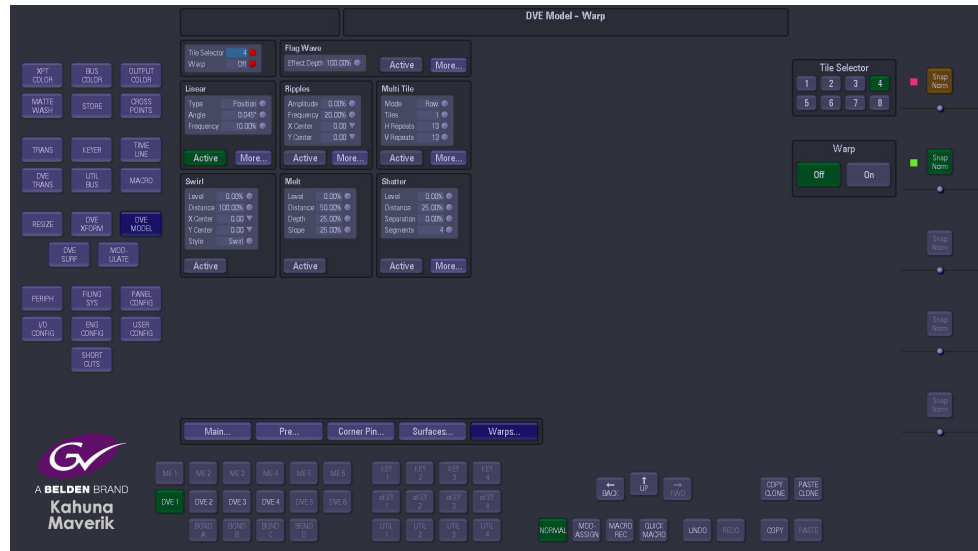 DVE Model - Warp
Tile Selector 4
Warp Off
Flag Wave
Effect Depth 100.00%
Active More...
Linear
Type Position
Angle 0.045°
Frequency 10.00%
Active More...
Ripples
Amplitude 0.00%
Frequency 20.00%
X Center 0.00
Y Center 0.00
Active More...
Multi Tile
Mode Row
Tiles 1
H Repeats 13
V Repeats 13
Active More...
Swirl
Level 0.00%
Distance 100.00%
X Center 0.00
Y Center 0.00
Style Swirl
Active
Melt
Level 0.00%
Distance 50.00%
Depth 25.00%
Slope 25.00%
Active
Shatter
Level 0.00%
Distance 25.00%
Separation 0.00%
Segments 4
Active More...
XPT COLOR
BUS COLOR
OUTPUT COLOR
MATTE WASH
STORE
CROSS POINTS
TRANS
KEYER
TIME LINE
DVE TRANS
UTIL BUS
MACRO
RESIZE
DVE XFORM
DVE MODEL
DVE SURF
MOD- ULATE
PERIPH
FILING SYS
PANEL CONFIG
I/O CONFIG
ENG CONFIG
USER CONFIG
SHORT CUTS
Tile Selector
1 2 3 4
5 6 7 8
Warp
Off On
Snap Norm
Snap Norm
Snap Norm
Snap Norm
Snap Norm
Main... Pre... Corner Pin... Surfaces... Warps...
GV
A BELDEN BRAND
Kahuna
Maverik
ME 1 ME 2 ME 3 ME 4 ME 5 ME 6
DVE 1 DVE 2 DVE 3 DVE 4 DVE 5 DVE 6
BGND A BGND B BGND C BGND D
KEY 1 KEY 2 KEY 3 KEY 4
eKEY 1 eKEY 2 eKEY 3 eKEY 4
UTIL 1 UTIL 2 UTIL 3 UTIL 4
BACK UP FWD
COPY CLONE PASTE CLONE
NORMAL MOD- ASSIGN MACRO REC QUICK MACRO UNDO REDO COPY PASTE